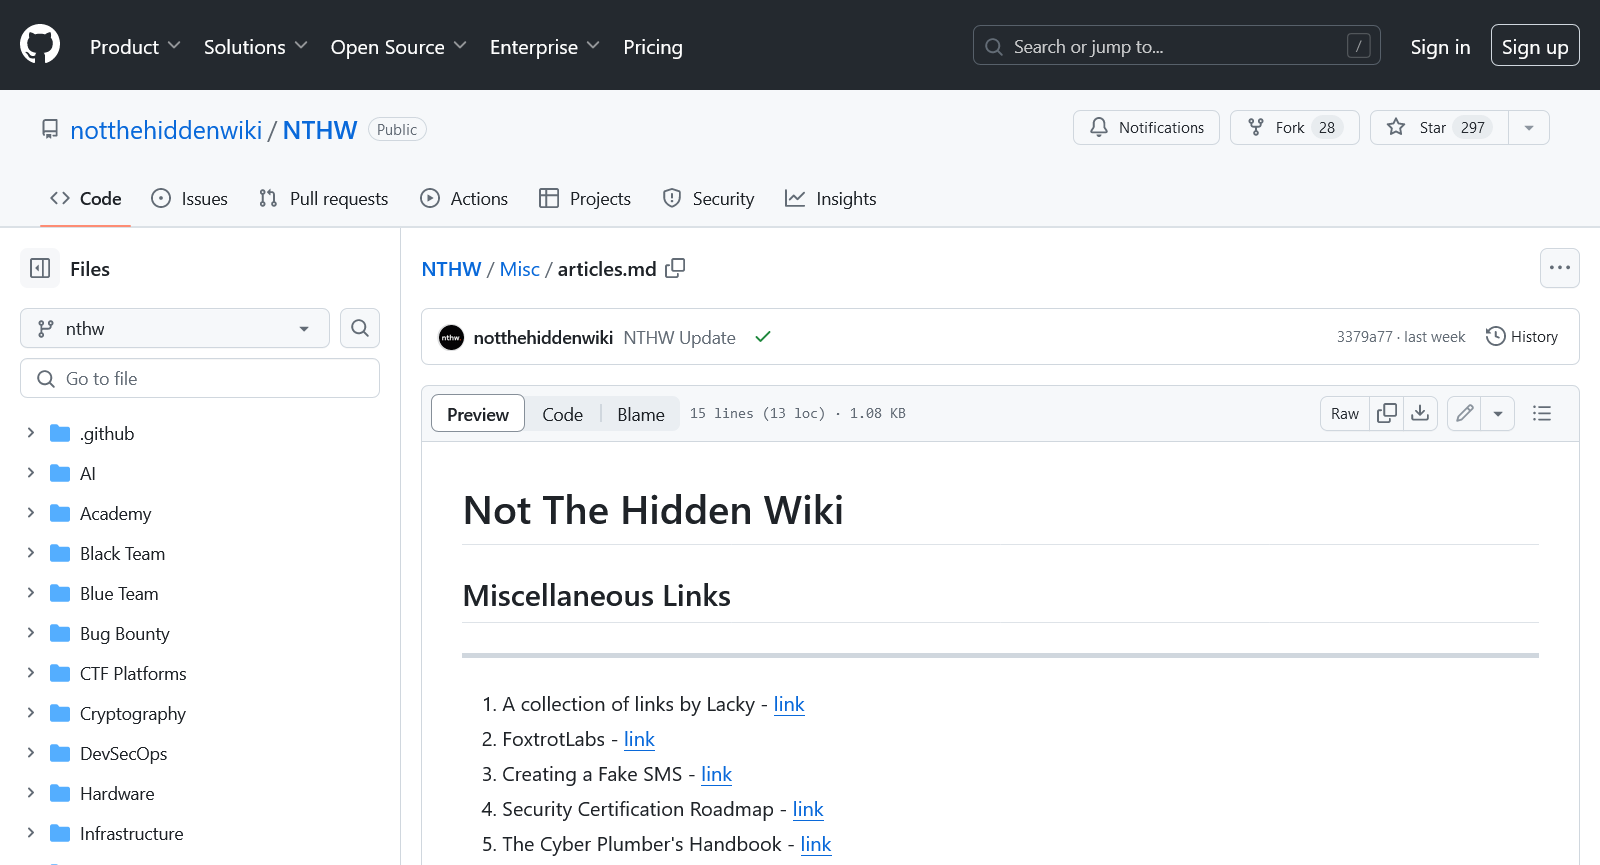 Product Solutions Open Source Enterprise Pricing Search or jump to... / Sign in Sign up
notthehiddenwiki / NTHW Public Notifications Fork 28 Star 297
Code Issues Pull requests Actions Projects Security Insights
Files
nthw
Go to file
.github
AI
Academy
Black Team
Blue Team
Bug Bounty
CTF Platforms
Cryptography
DevSecOps
Hardware
Infrastructure
NTHW / Misc / articles.md
nthw notthehiddenwiki NTHW Update 3379a77 · last week History
Preview Code Blame 15 lines (13 loc) · 1.08 KB Raw
Not The Hidden Wiki
Miscellaneous Links
1. A collection of links by Lacky - link
2. FoxtrotLabs - link
3. Creating a Fake SMS - link
4. Security Certification Roadmap - link
5. The Cyber Plumber's Handbook - link